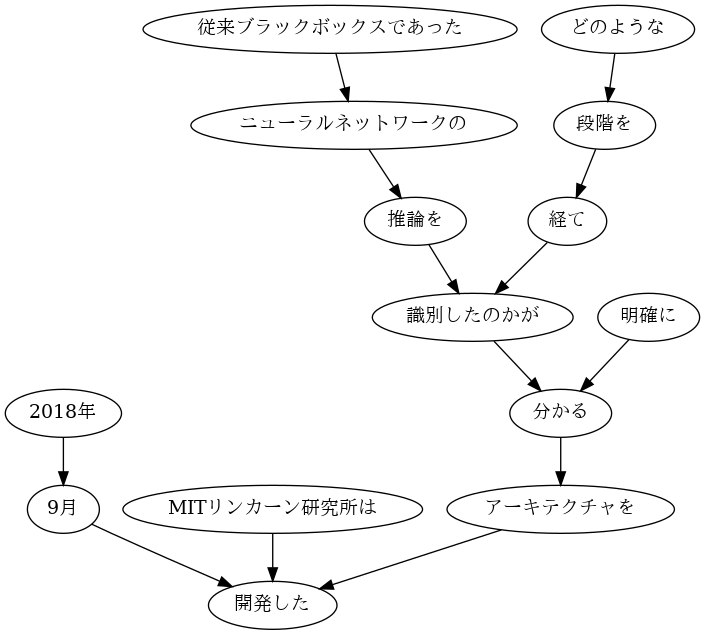 従来ブラックボックスであった
どのような
ニューラルネットワークの
段階を
推論を
経て
識別したのかが
明確に
2018年
分かる
9月
MITリンカーン研究所は
アーキテクチャを
開発した